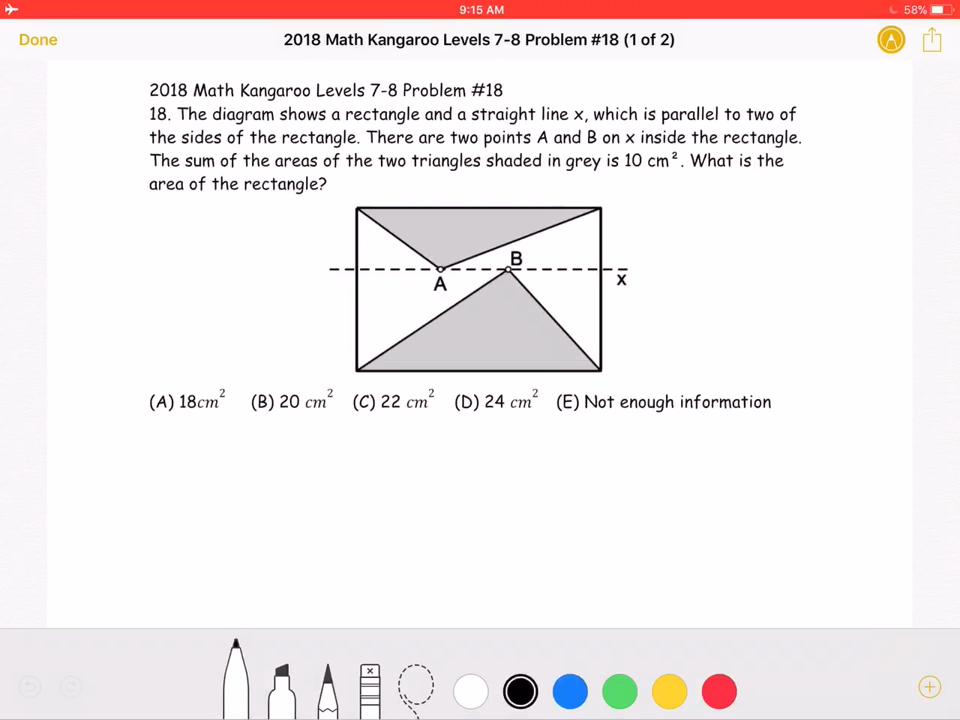 9:15 AM
58%
Done
2018 Math Kangaroo Levels 7-8 Problem #18 (1 of 2)
2018 Math Kangaroo Levels 7-8 Problem #18
18. The diagram shows a rectangle and a straight line x, which is parallel to two of
the sides of the rectangle. There are two points A and B on x inside the rectangle.
The sum of the areas of the two triangles shaded in grey is 10 cm². What is the
area of the rectangle?
B
A
x
(A) 18cm² (B) 20 cm² (C) 22 cm² (D) 24 cm² (E) Not enough information